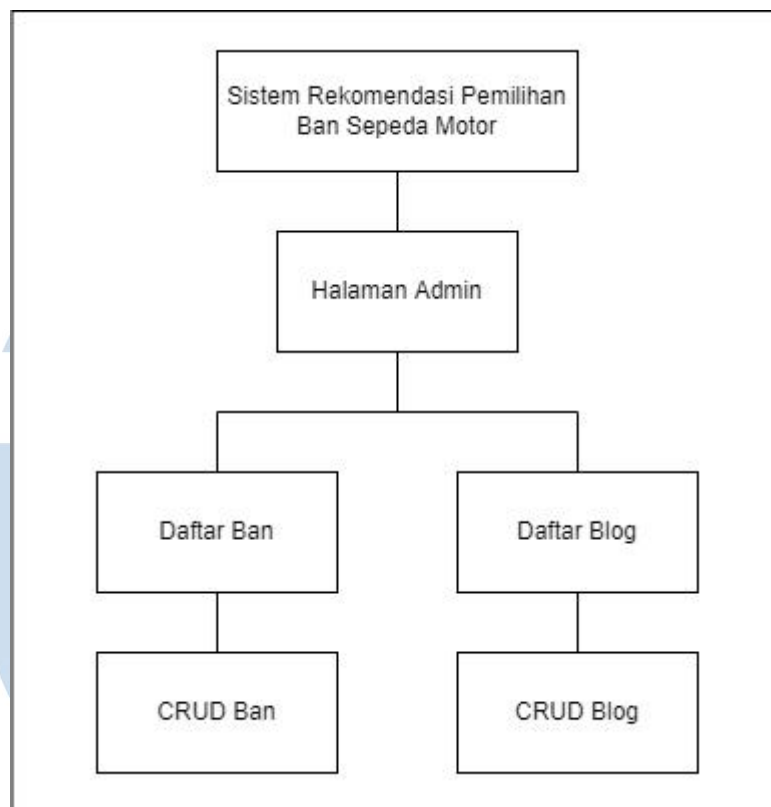 Sistem Rekomendasi Pemilihan
Ban Sepeda Motor
Halaman Admin
Daftar Ban
Daftar Blog
CRUD Ban
CRUD Blog